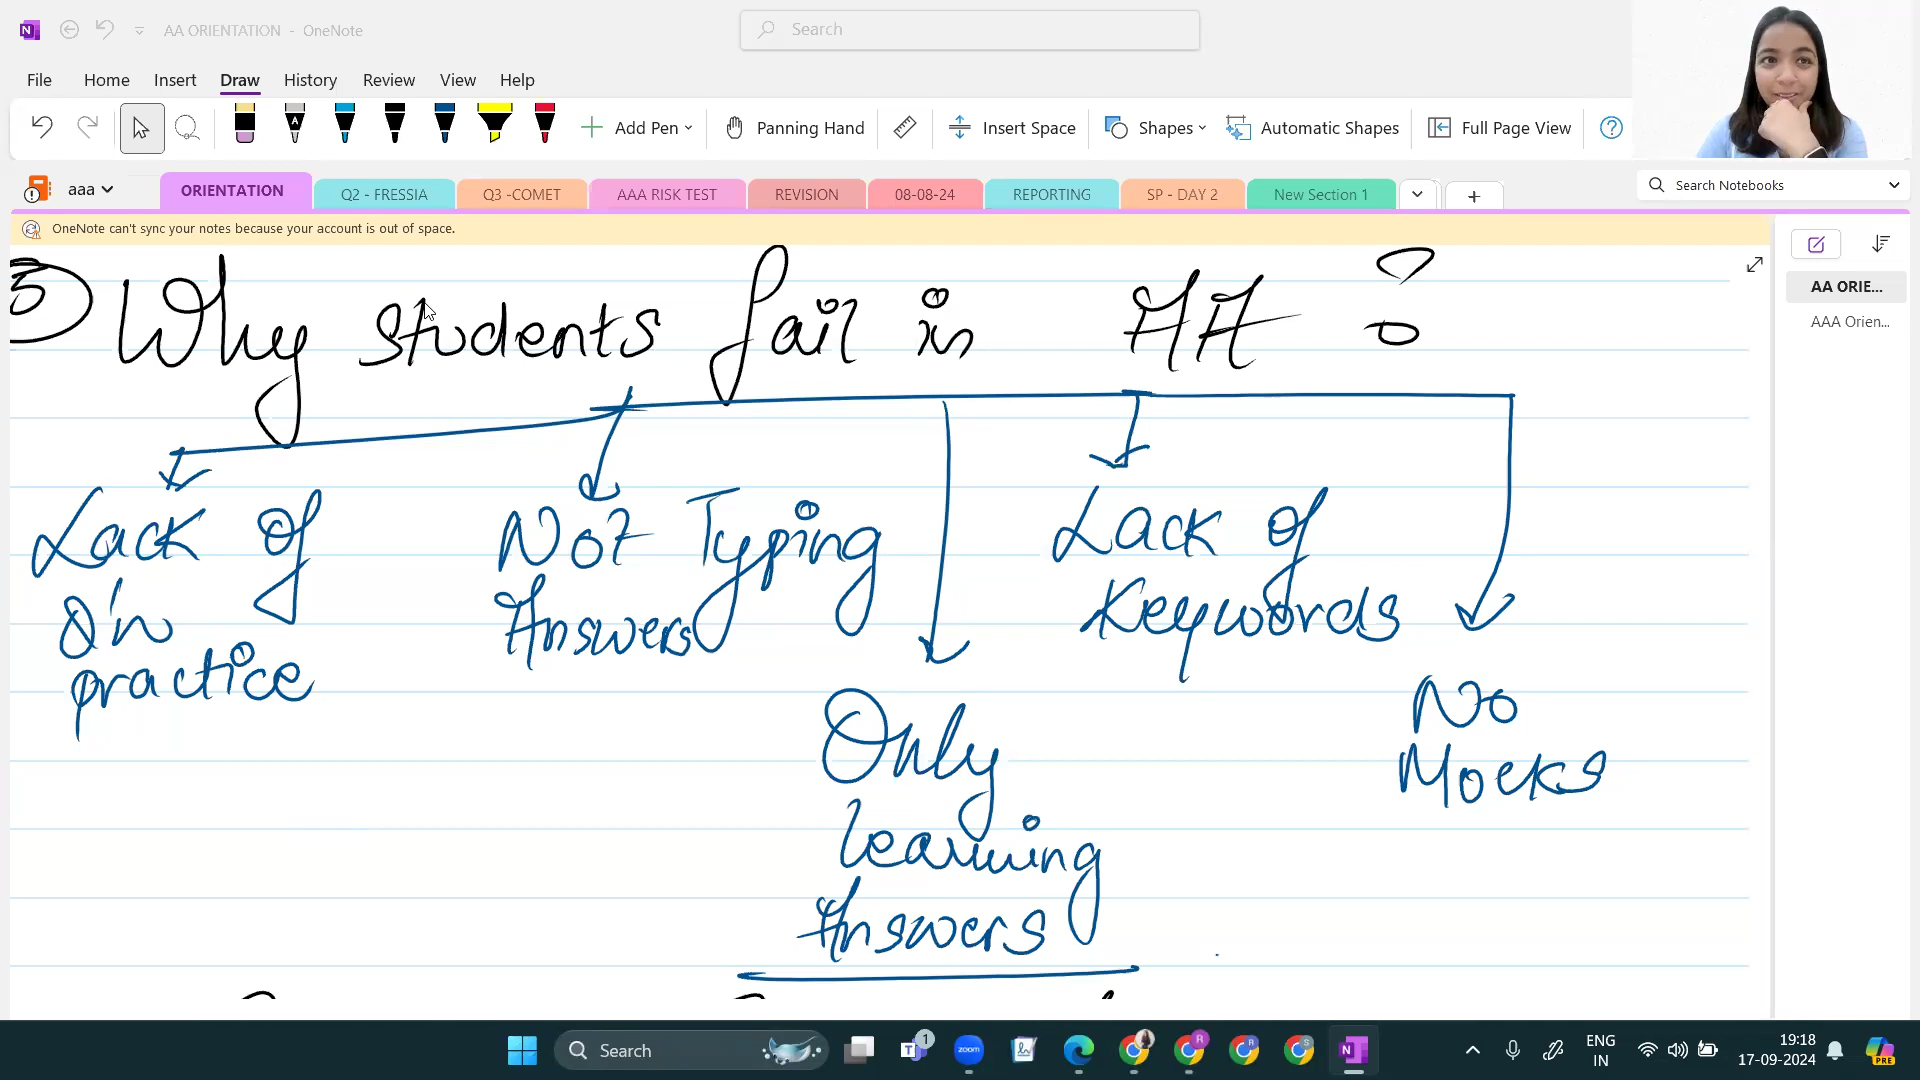 AA ORIENTATION - OneNote
Search
File Home Insert Draw History Review View Help
Add Pen Panning Hand Insert Space Shapes Automatic Shapes Full Page View
aaa ORIENTATION Q2 - FRESSIA Q3 -COMET AAA RISK TEST REVISION 08-08-24 REPORTING SP - DAY 2 New Section 1 Search Notebooks
OneNote can't sync your notes because your account is out of space.
AA ORIE...
AAA Orien...
5 Why students fail in AA ?
Lack of
Q'n
practice
Not Typing
Answers
Only
learning
Answers
Lack of
Keywords
No
Mocks
Search
zoom
1
ENG
IN
19:18
17-09-2024
PRE